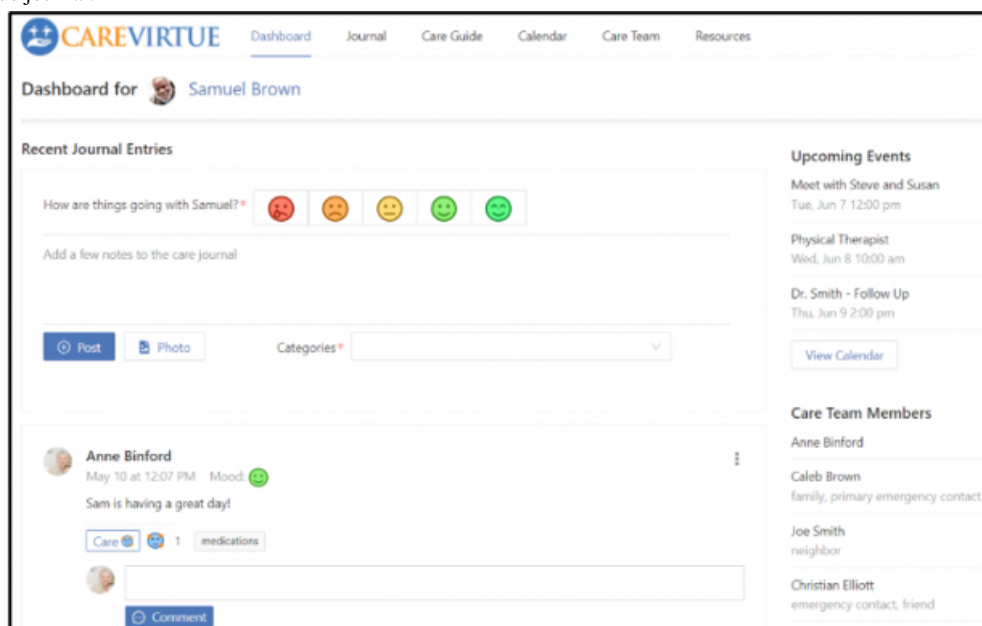 CAREVIRTUE Dashboard Journal Care Guide Calendar Care Team Resources
Dashboard for Samuel Brown
Recent Journal Entries
How are things going with Samuel?*
Add a few notes to the care journal
Post Photo Categories*
Anne Binford
May 10 at 12:07 PM Mood:
Sam is having a great day!
Care 1 medications
Comment
Upcoming Events
Meet with Steve and Susan
Tue, Jun 7 12:00 pm
Physical Therapist
Wed, Jun 8 10:00 am
Dr. Smith - Follow Up
Thu, Jun 9 2:00 pm
View Calendar
Care Team Members
Anne Binford
Caleb Brown
family, primary emergency contact
Joe Smith
neighbor
Christian Elliott
emergency contact, friend